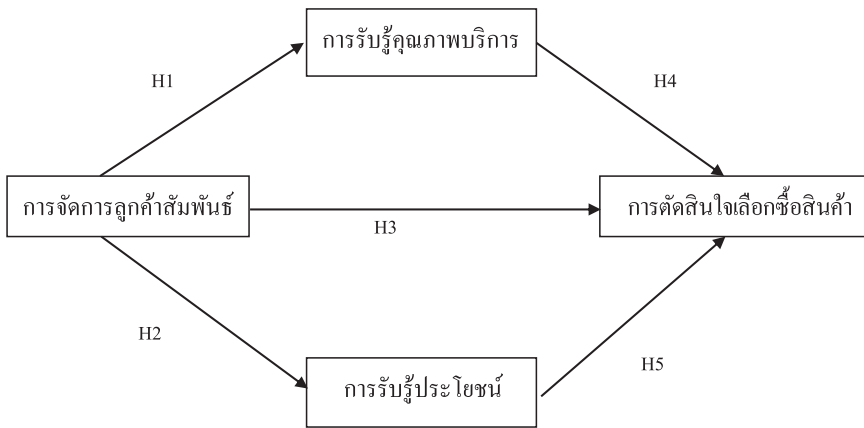 การรับรู้คุณภาพบริการ
H1
H4
การจัดการลูกค้าสัมพันธ์
การตัดสินใจเลือกซื้อสินค้า
H3
H2
H5
การรับรู้ประโยชน์